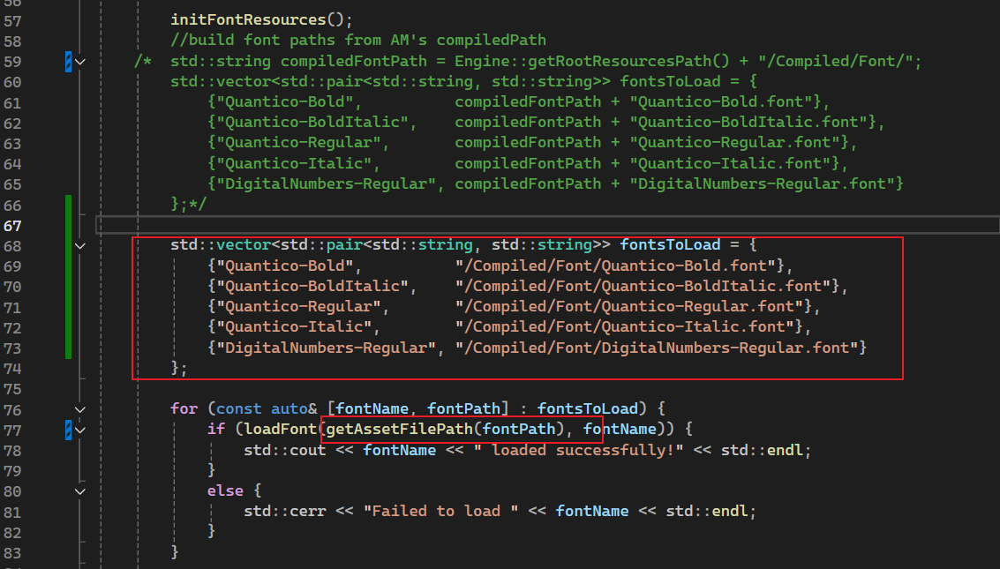 56
57 initFontResources();
58 //build font paths from AM's compiledPath
59 /* std::string compiledFontPath = Engine::getRootResourcesPath() + "/Compiled/Font/";
60 std::vector<std::pair<std::string, std::string>> fontsToLoad = {
61 {"Quantico-Bold", compiledFontPath + "Quantico-Bold.font"},
62 {"Quantico-BoldItalic", compiledFontPath + "Quantico-BoldItalic.font"},
63 {"Quantico-Regular", compiledFontPath + "Quantico-Regular.font"},
64 {"Quantico-Italic", compiledFontPath + "Quantico-Italic.font"},
65 {"DigitalNumbers-Regular", compiledFontPath + "DigitalNumbers-Regular.font"}
66 };*/
67
68 std::vector<std::pair<std::string, std::string>> fontsToLoad = {
69 {"Quantico-Bold", "/Compiled/Font/Quantico-Bold.font"},
70 {"Quantico-BoldItalic", "/Compiled/Font/Quantico-BoldItalic.font"},
71 {"Quantico-Regular", "/Compiled/Font/Quantico-Regular.font"},
72 {"Quantico-Italic", "/Compiled/Font/Quantico-Italic.font"},
73 {"DigitalNumbers-Regular", "/Compiled/Font/DigitalNumbers-Regular.font"}
74 };
75
76 for (const auto& [fontName, fontPath] : fontsToLoad) {
77 if (loadFont(getAssetFilePath(fontPath), fontName)) {
78 std::cout << fontName << " loaded successfully!" << std::endl;
79 }
80 else {
81 std::cerr << "Failed to load " << fontName << std::endl;
82 }
83 }